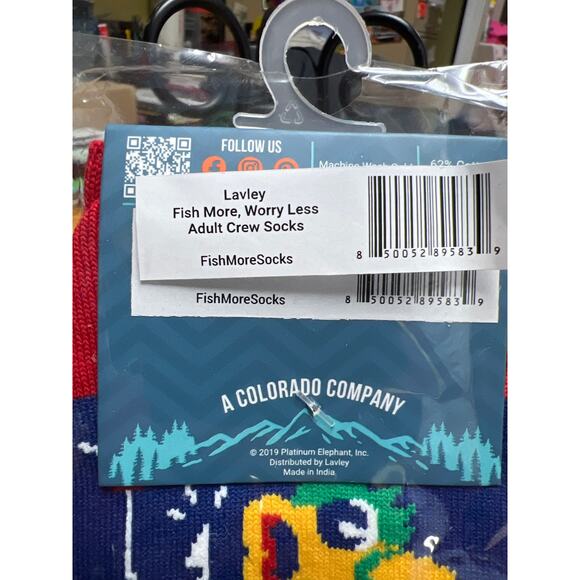 FOLLOW US
Machine Wash Cold
62% Cotton
Lavley
Fish More, Worry Less
Adult Crew Socks
FishMoreSocks
8 50052 89583 9
FishMoreSocks
8 50052 89583 9
A COLORADO COMPANY
© 2019 Platinum Elephant, Inc.
Distributed by Lavley
Made in India